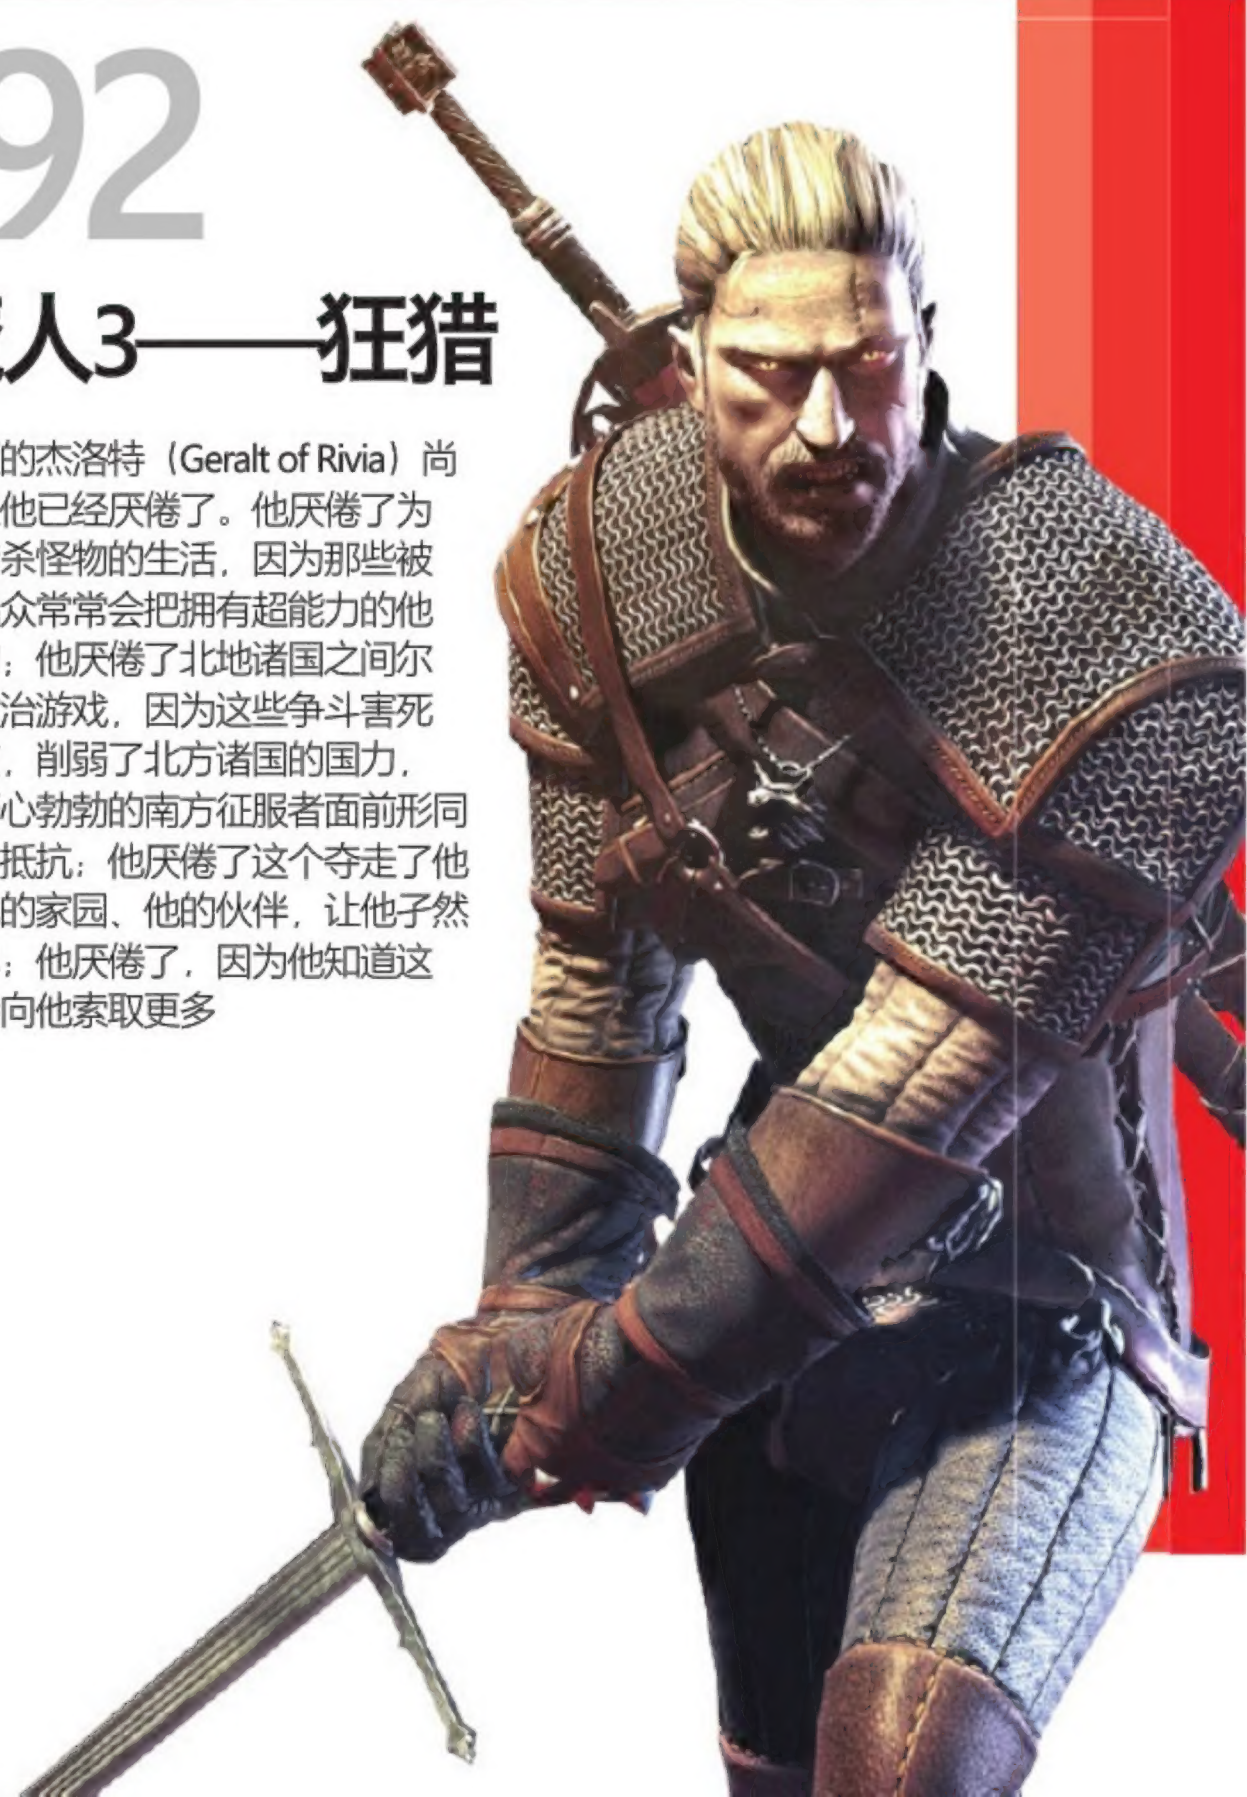 92
人3——狂猎
的杰洛特（Geralt of Rivia）尚
他已经厌倦了。他厌倦了为
杀怪物的生活，因为那些被
众常常会把拥有超能力的他
；他厌倦了北地诸国之间尔
治游戏，因为这些争斗害死
，削弱了北方诸国的国力，
心勃勃的南方征服者面前形同
抵抗；他厌倦了这个夺走了他
的家园、他的伙伴，让他孑然
；他厌倦了，因为他知道这
向他索取更多